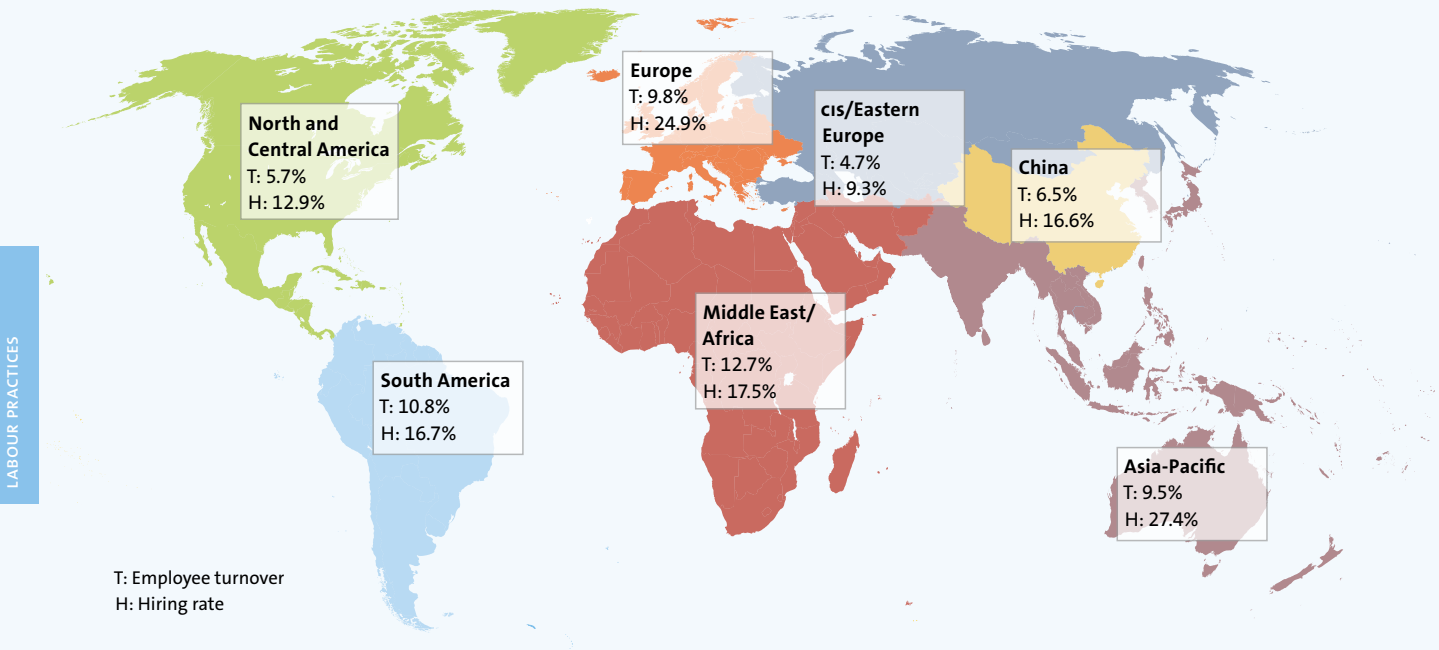 LABOUR PRACTICES
North and
Central America
T: 5.7%
H: 12.9%
Europe
T: 9.8%
H: 24.9%
CIS/Eastern
Europe
T: 4.7%
H: 9.3%
China
T: 6.5%
H: 16.6%
Middle East/
Africa
T: 12.7%
H: 17.5%
South America
T: 10.8%
H: 16.7%
Asia-Pacific
T: 9.5%
H: 27.4%
T: Employee turnover
H: Hiring rate